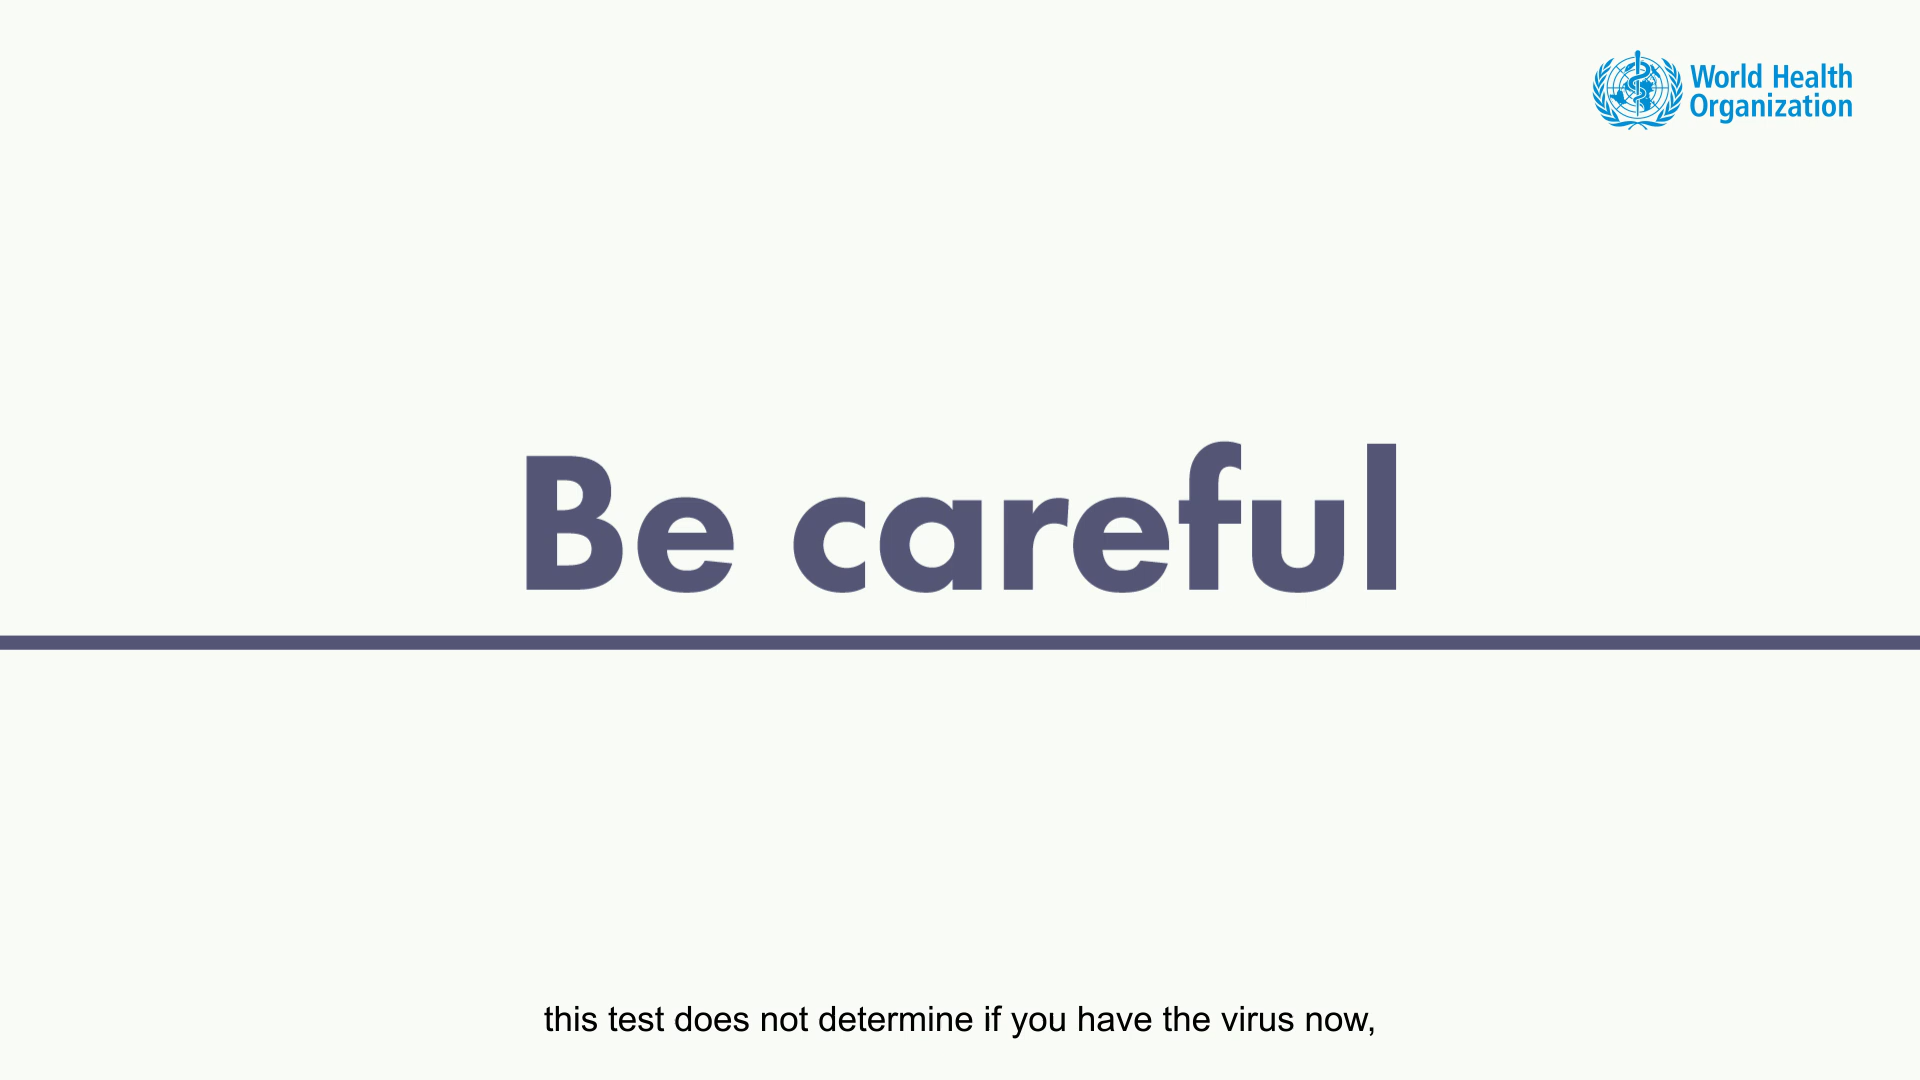 World Health
Organization
Be careful
this test does not determine if you have the virus now,